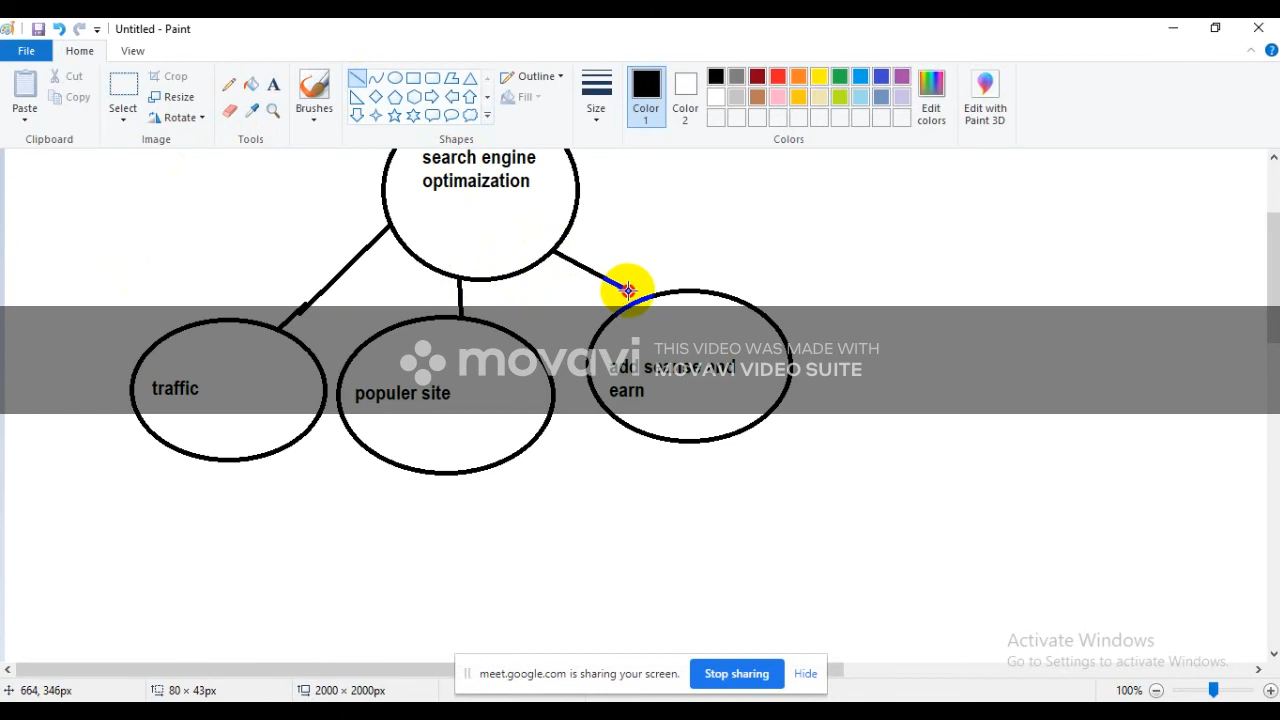 Untitled - Paint
File Home View
Paste
Cut
Copy
Clipboard
Select
Crop
Resize
Rotate
Image
Tools
Brushes
Shapes
Outline
Fill
Size
Color 1
Color 2
Edit colors
Colors
Edit with Paint 3D
search engine
optimaization
traffic
populer site
add
earn
movavi
THIS VIDEO WAS MADE WITH
MOVAVI VIDEO SUITE
Activate Windows
Go to Settings to activate Windows.
meet.google.com is sharing your screen. Stop sharing Hide
664, 346px 80 × 43px 2000 × 2000px 100%